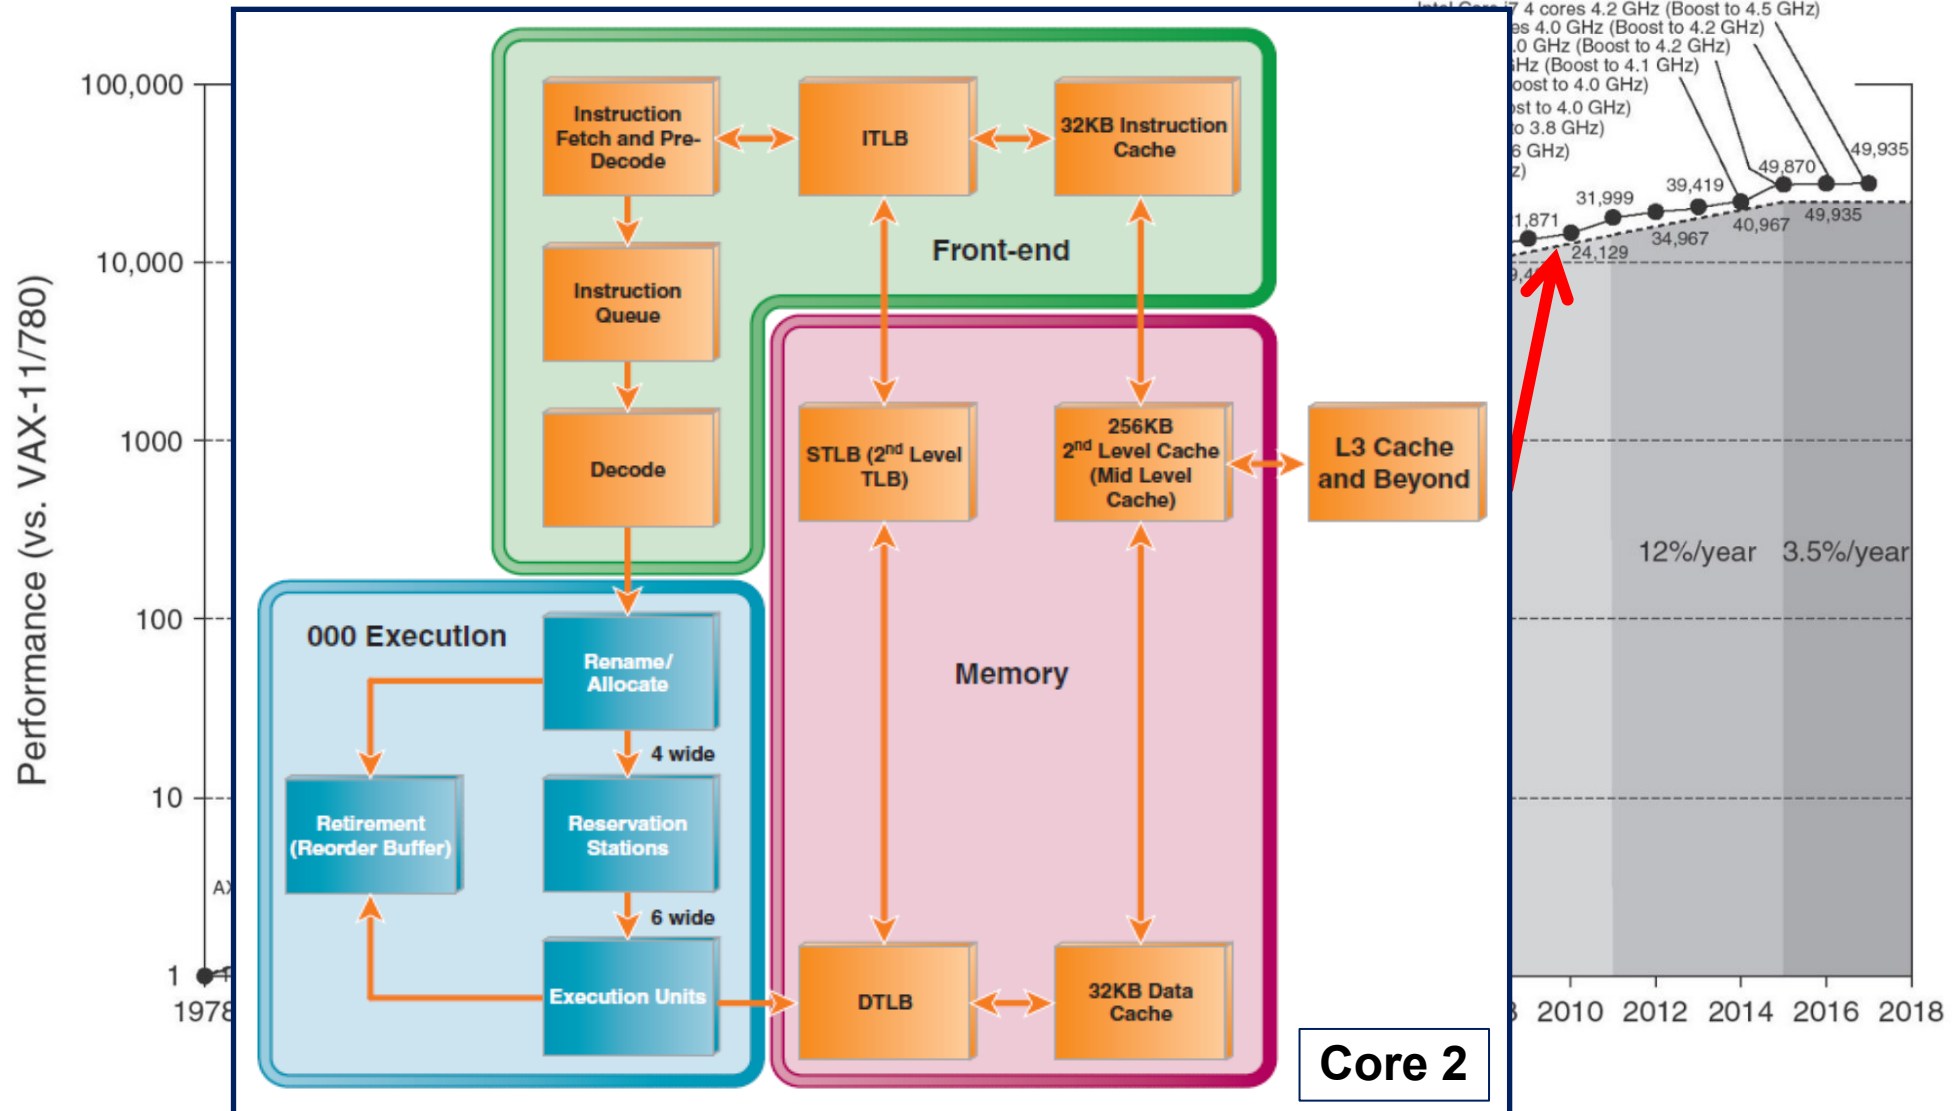 Intel Core i7 4 cores 4.2 GHz (Boost to 4.5 GHz)
4.0 GHz (Boost to 4.2 GHz)
GHz (Boost to 4.2 GHz)
(Boost to 4.1 GHz)
to 4.0 GHz)
to 4.0 GHz)
to 3.8 GHz)
GHz)
Performance (vs. VAX-11/780)
100,000
10,000
1000
100
10
1
1978
Instruction
Fetch and Pre-
Decode
ITLB
32KB Instruction
Cache
Instruction
Queue
Front-end
Decode
STLB (2nd Level
TLB)
256KB
2nd Level Cache
(Mid Level
Cache)
L3 Cache
and Beyond
000 Execution
Rename/
Allocate
4 wide
Memory
Retirement
(Reorder Buffer)
Reservation
Stations
6 wide
Execution Units
DTLB
32KB Data
Cache
Core 2
31,999
39,419
49,870
49,935
24,129
34,967
40,967
49,935
12%/year
3.5%/year
2010
2012
2014
2016
2018